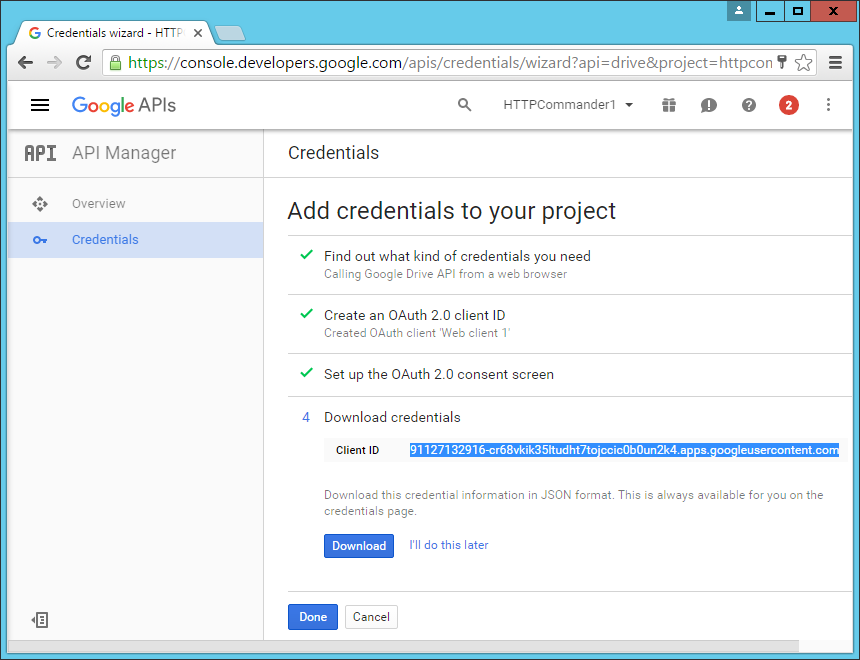 Credentials wizard - HTTP
https://console.developers.google.com/apis/credentials/wizard?api=drive&project=httpcon
Google APIs
HTTPCommander1
2
API API Manager
Credentials
Overview
Credentials
Add credentials to your project
Find out what kind of credentials you need
Calling Google Drive API from a web browser
Create an OAuth 2.0 client ID
Created OAuth client 'Web client 1'
Set up the OAuth 2.0 consent screen
4 Download credentials
Client ID 91127132916-cr68vkik35ltudht7tojccic0b0un2k4.apps.googleusercontent.com
Download this credential information in JSON format. This is always available for you on the
credentials page.
Download I'll do this later
Done Cancel